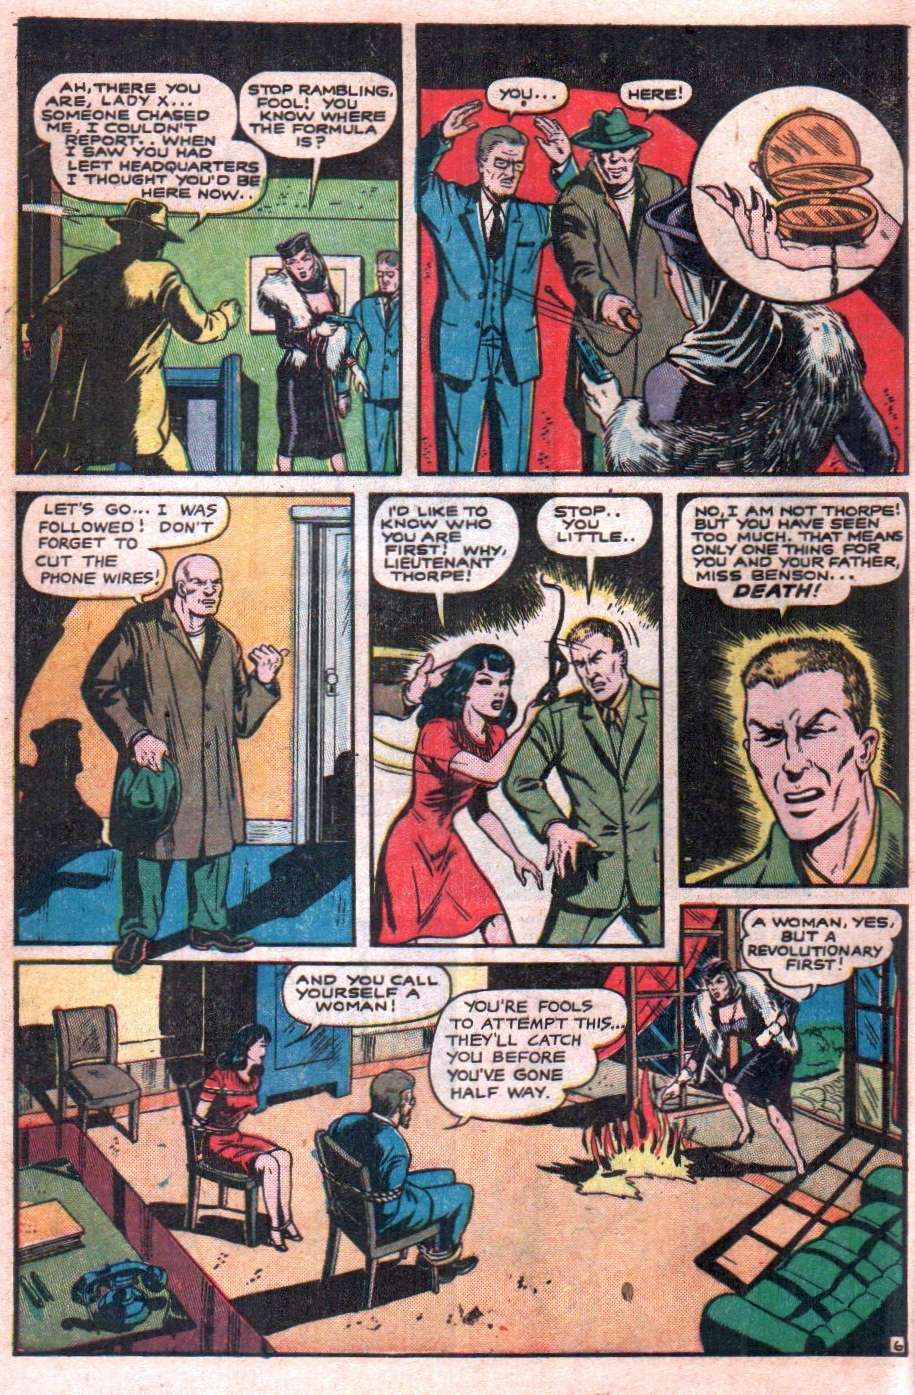 AH, THERE YOU
ARE, LADY X...
SOMEONE CHASED
ME, I COULDN'T
REPORT... WHEN
I SAW YOU HAD
LEFT HEADQUARTERS
I THOUGHT YOU'D BE
HERE NOW..
STOP RAMBLING,
FOOL! YOU
KNOW WHERE
THE FORMULA
IS?
YOU...
HERE!
LET'S GO... I WAS
FOLLOWED! DON'T
FORGET TO
CUT THE
PHONE WIRES!
I'D LIKE TO
KNOW WHO
YOU ARE
FIRST! WHY,
LIEUTENANT
THORPE!
STOP..
YOU
LITTLE..
NO, I AM NOT THORPE!
BUT YOU HAVE SEEN
TOO MUCH. THAT MEANS
ONLY ONE THING FOR
YOU AND YOUR FATHER,
MISS BENSON...
DEATH!
AND YOU CALL
YOURSELF A
WOMAN!
YOU'RE FOOLS
TO ATTEMPT THIS...
THEY'LL CATCH
YOU BEFORE
YOU'VE GONE
HALF WAY.
A WOMAN, YES,
BUT A
REVOLUTIONARY
FIRST!
6